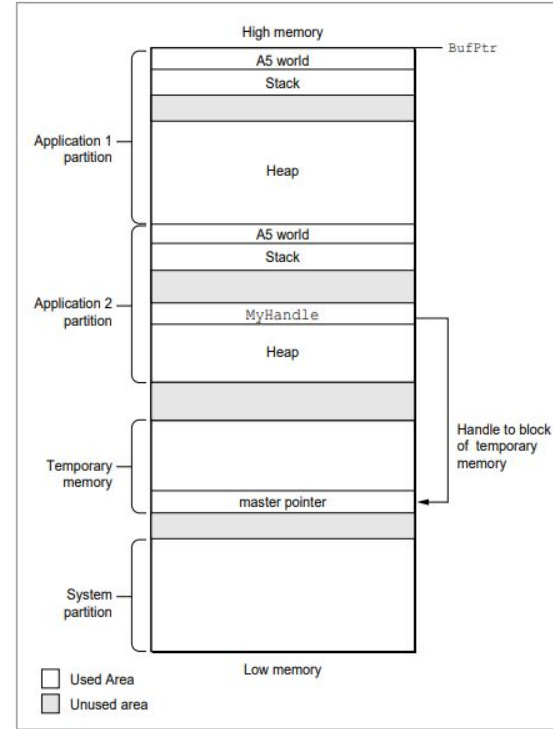 High memory
BufPtr
A5 world
Stack
Application 1
partition
Heap
A5 world
Stack
Application 2
partition
MyHandle
Heap
Handle to block
of temporary
memory
Temporary
memory
master pointer
System
partition
Low memory
Used Area
Unused area